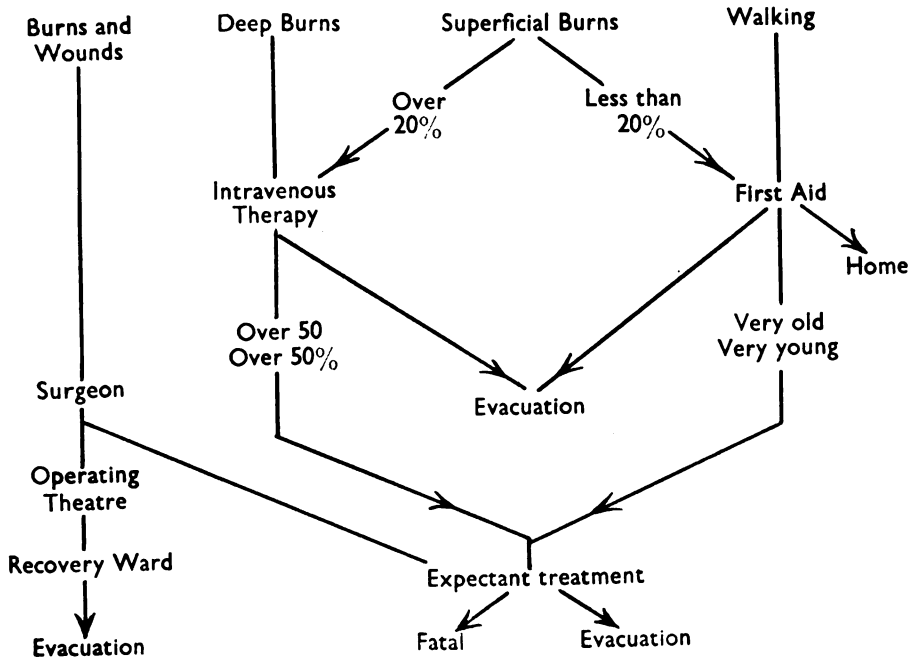 Burns and
Wounds
Deep Burns
Superficial Burns
Walking
Over
20%
Less than
20%
Intravenous
Therapy
First Aid
Home
Over 50
Over 50%
Very old
Very young
Evacuation
Surgeon
Operating
Theatre
Recovery Ward
Evacuation
Expectant treatment
Fatal
Evacuation